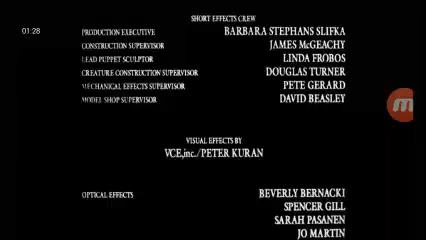 SHORT EFFECTS CREW
01:28
PRODUCTION EXECUTIVE BARBARA STEPHANS SLIFKA
CONSTRUCTION SUPERVISOR JAMES McGEACHY
LEAD PUPPET SCULPTOR LINDA FROBOS
CREATURE CONSTRUCTION SUPERVISOR DOUGLAS TURNER
MECHANICAL EFFECTS SUPERVISOR PETE GERARD
MODEL SHOP SUPERVISOR DAVID BEASLEY
VISUAL EFFECTS BY
VCE,inc./PETER KURAN
OPTICAL EFFECTS BEVERLY BERNACKI
SPENCER GILL
SARAH PASANEN
JO MARTIN